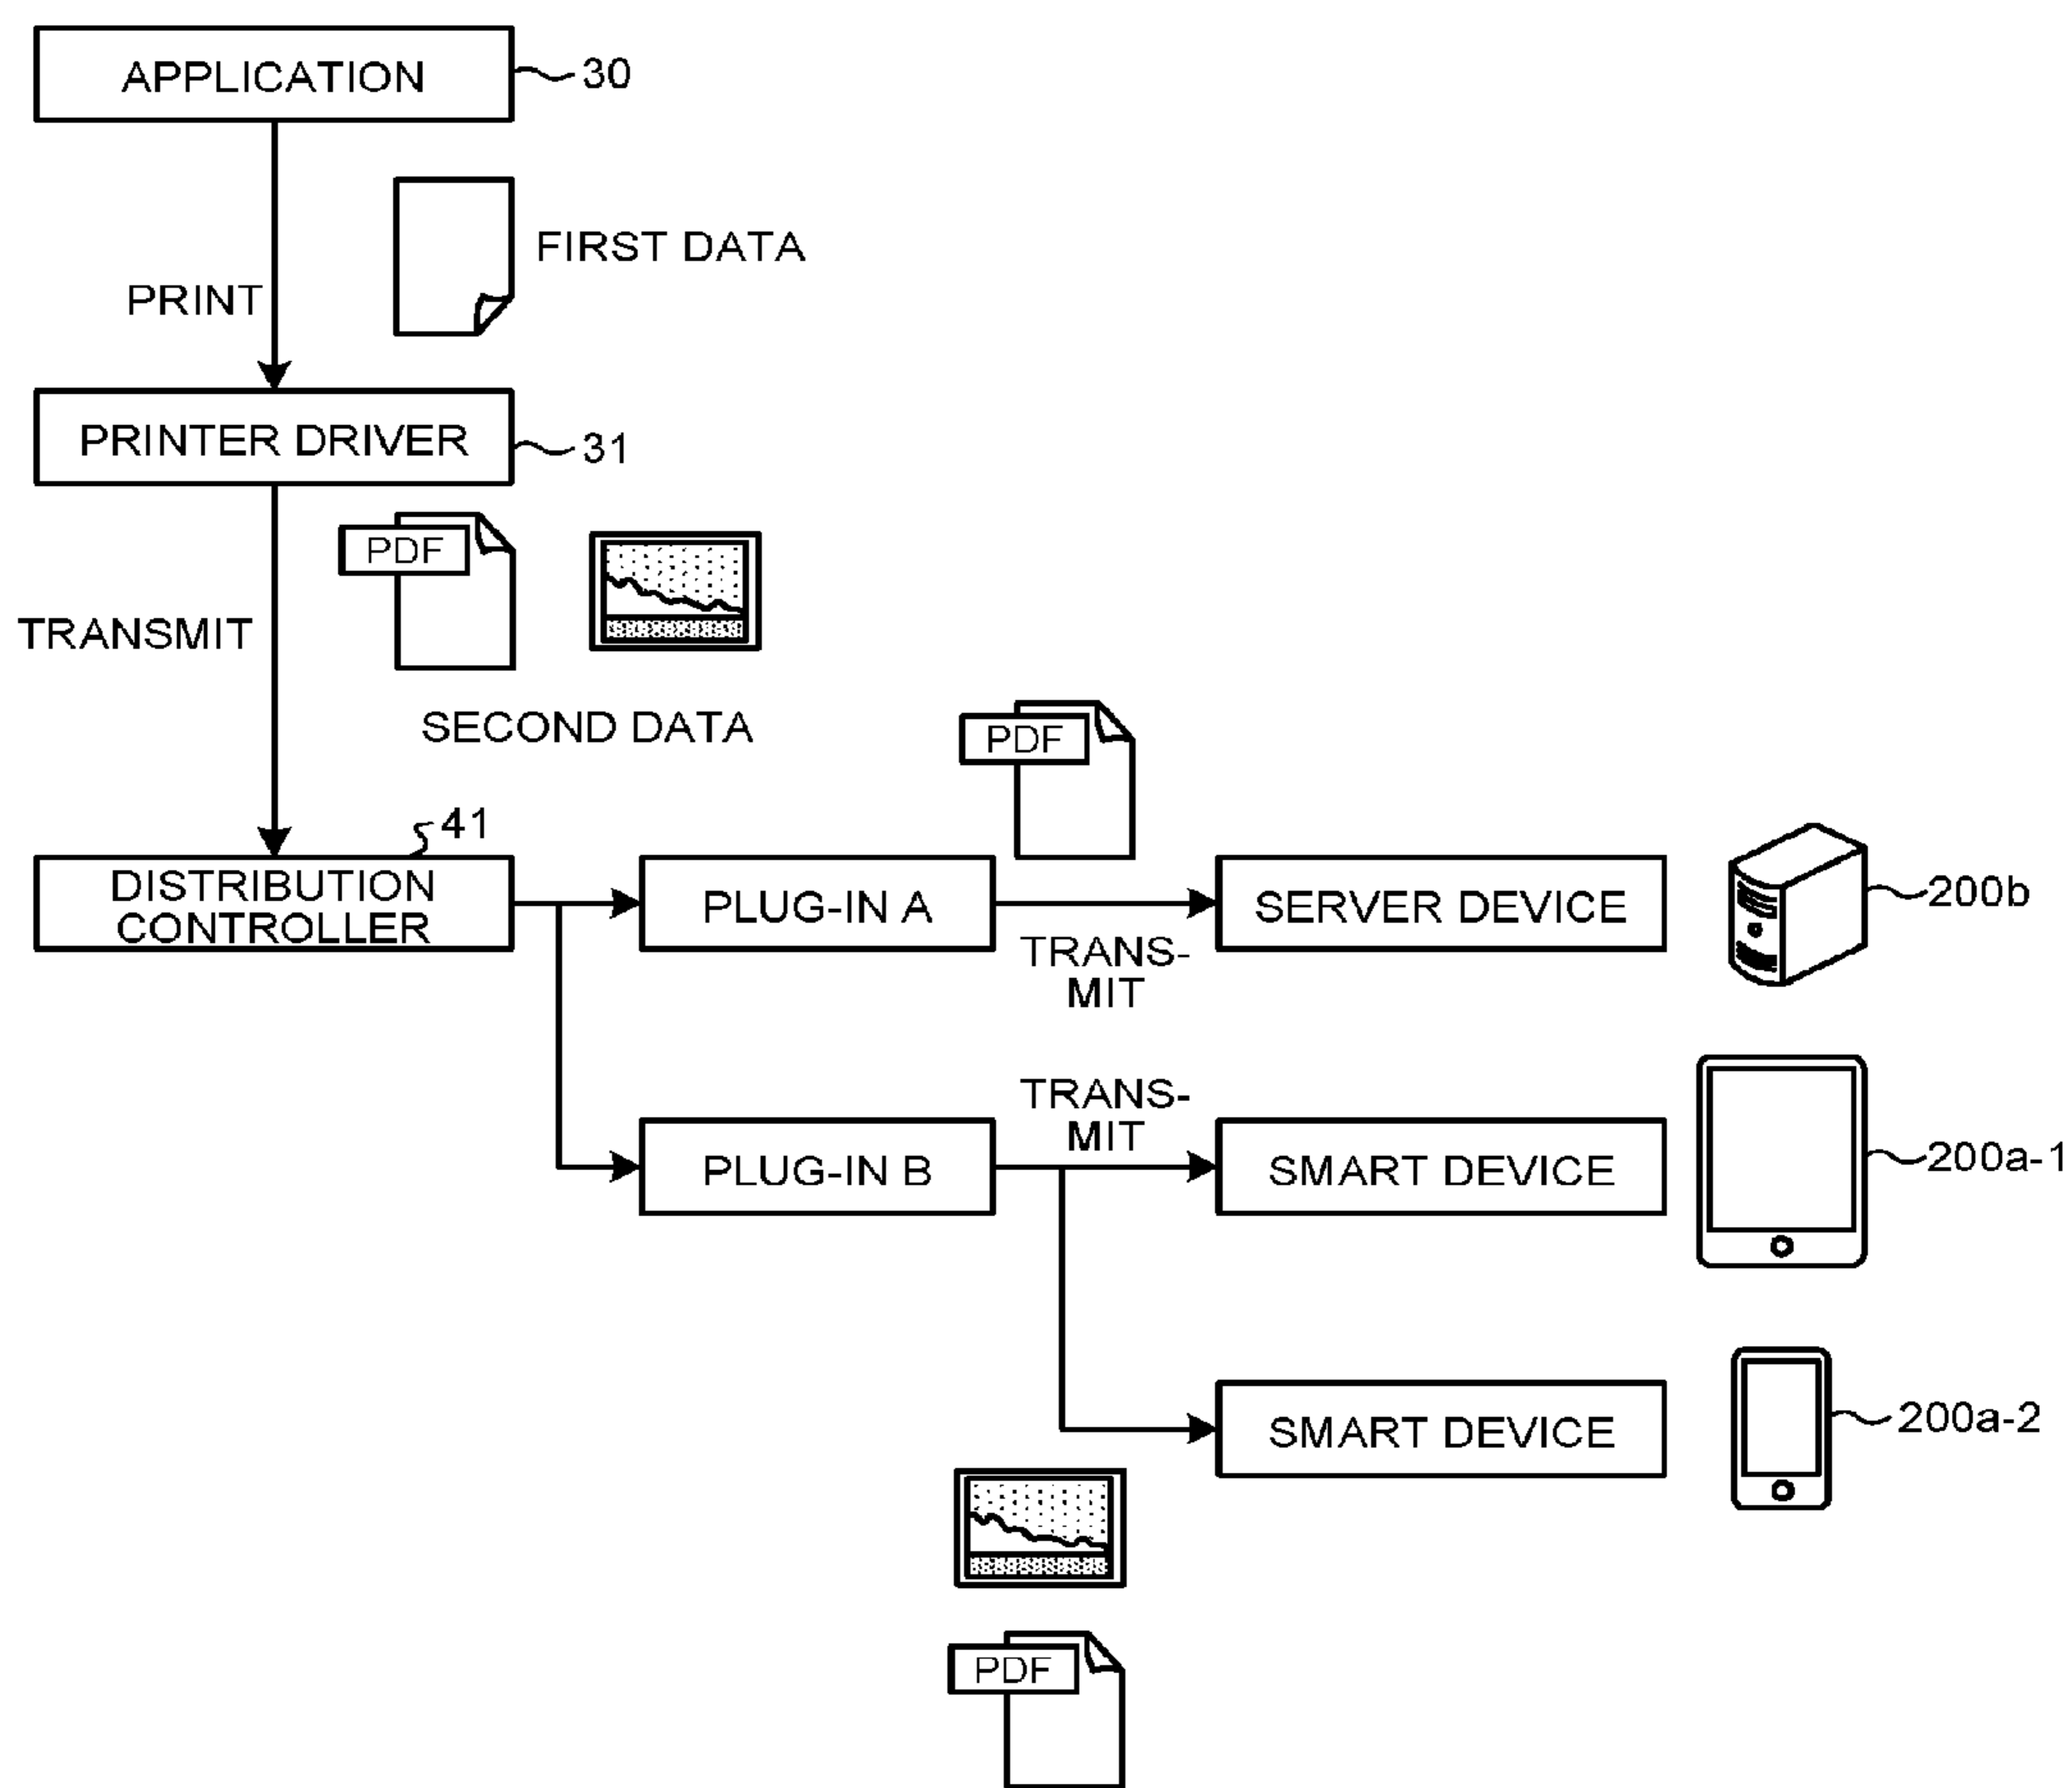 APPLICATION
30
FIRST DATA
PRINT
PRINTER DRIVER
31
PDF
TRANSMIT
SECOND DATA
PDF
41
DISTRIBUTION
CONTROLLER
PLUG-IN A
SERVER DEVICE
200b
TRANS-
MIT
TRANS-
MIT
PLUG-IN B
SMART DEVICE
200a-1
SMART DEVICE
200a-2
PDF